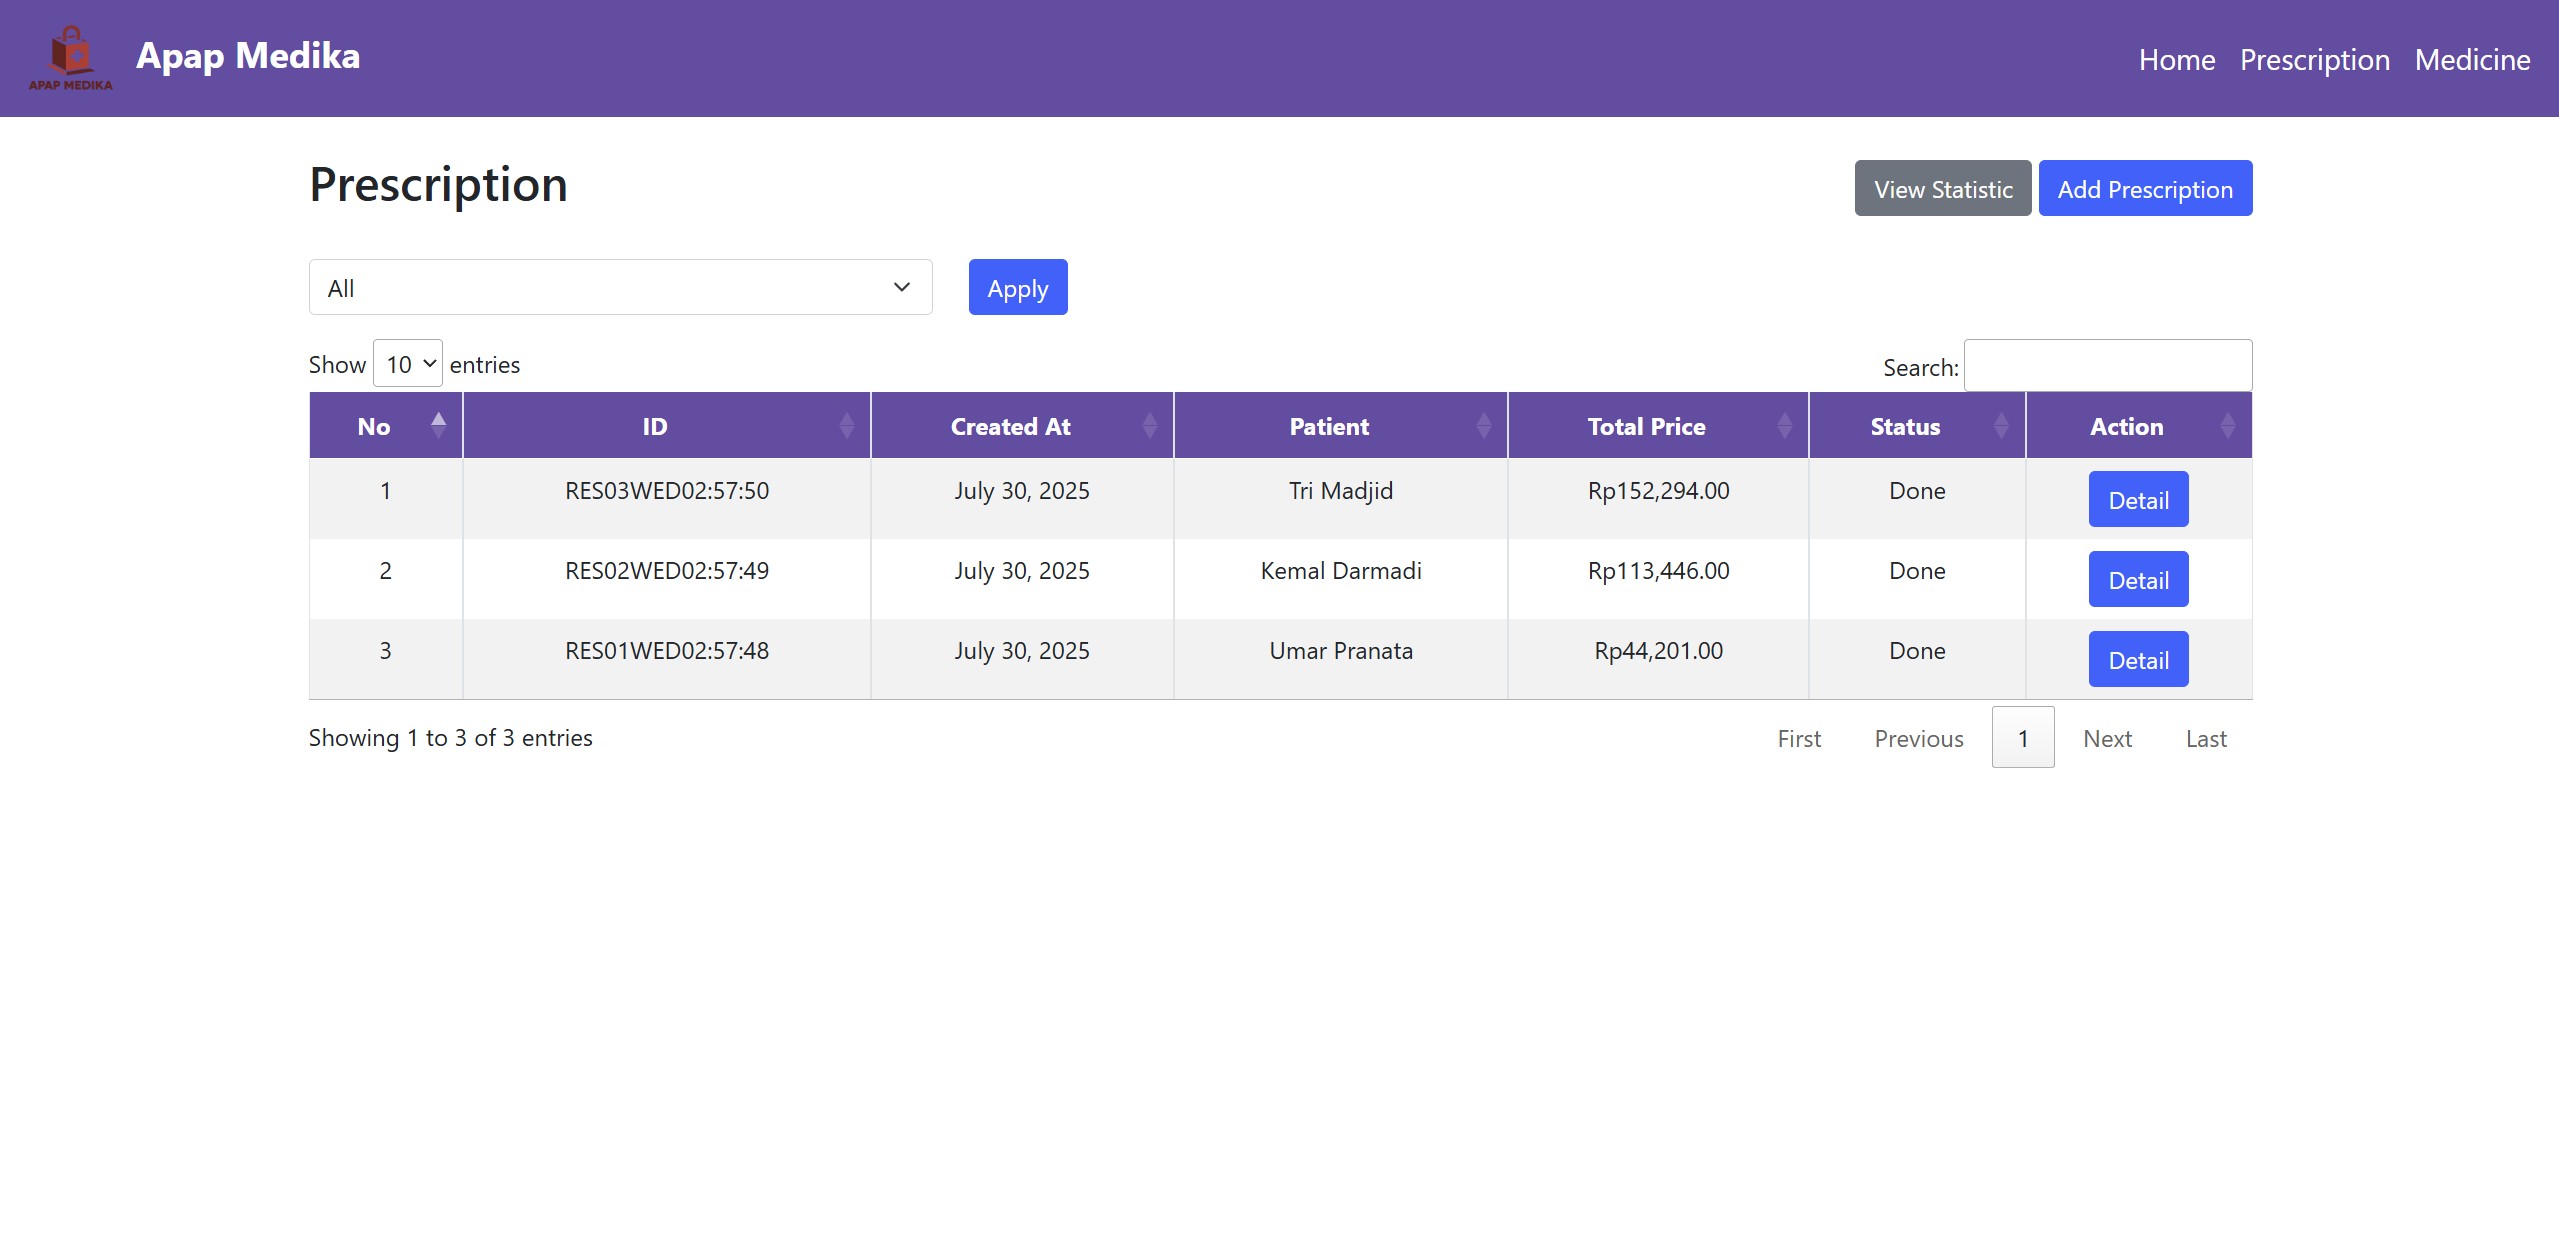 APAP MEDIKA
Apap Medika
Home Prescription Medicine
Prescription
View Statistic Add Prescription
All Apply
Show 10 entries Search:
No ID Created At Patient Total Price Status Action
1 RES03WED02:57:50 July 30, 2025 Tri Madjid Rp152,294.00 Done Detail
2 RES02WED02:57:49 July 30, 2025 Kemal Darmadi Rp113,446.00 Done Detail
3 RES01WED02:57:48 July 30, 2025 Umar Pranata Rp44,201.00 Done Detail
Showing 1 to 3 of 3 entries First Previous 1 Next Last